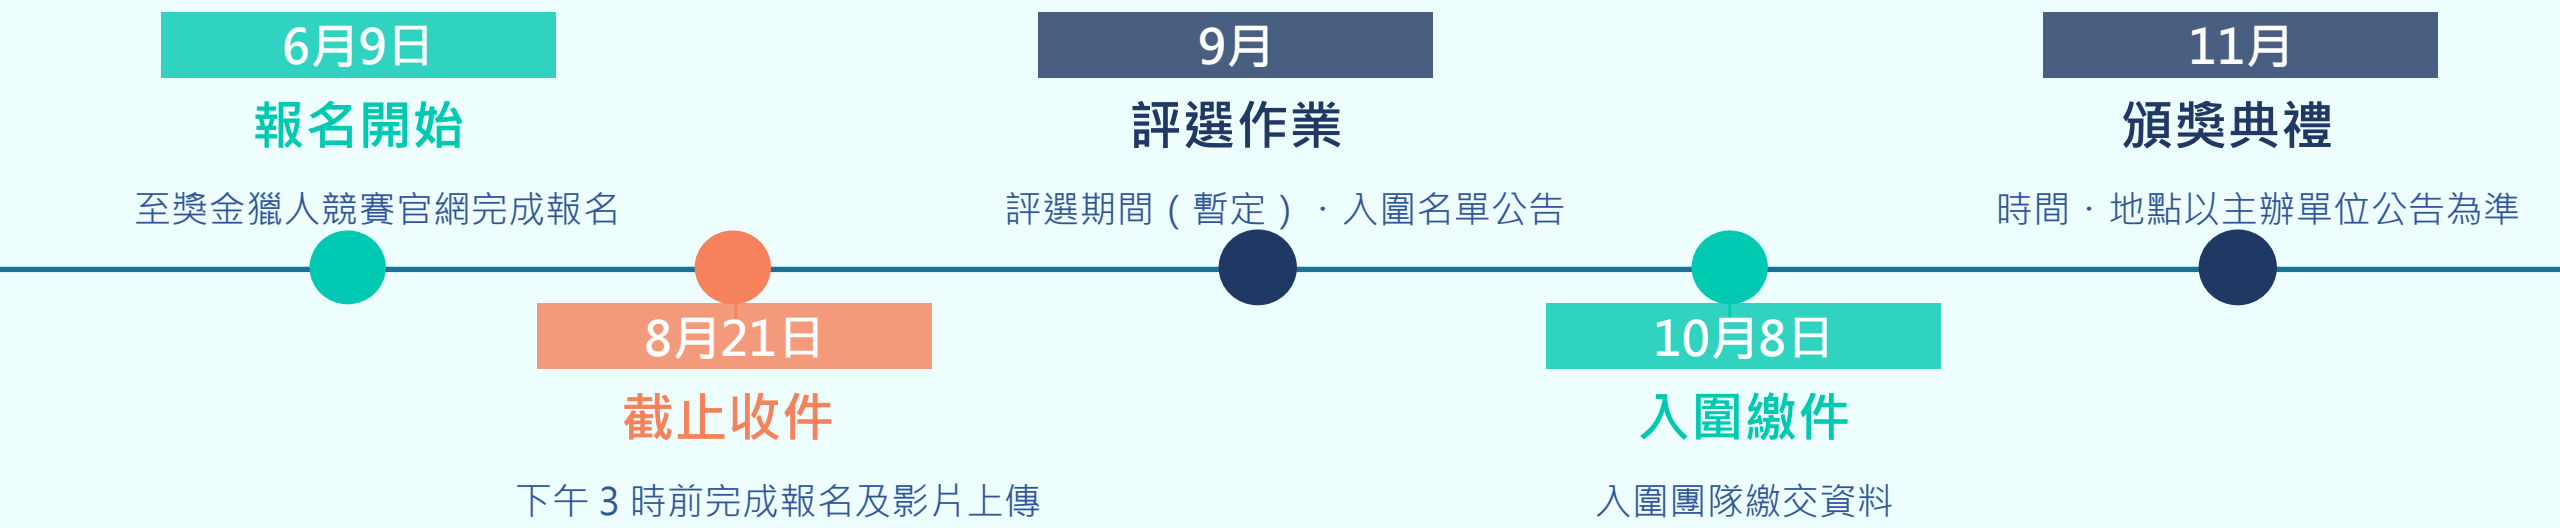 6月9日
報名開始
至獎金獵人競賽官網完成報名
8月21日
截止收件
下午3時前完成報名及影片上傳
9月
評選作業
評選期間(暫定)．入圍名單公告
10月8日
入圍繳件
入圍團隊繳交資料
11月
頒獎典禮
時間．地點以主辦單位公告為準